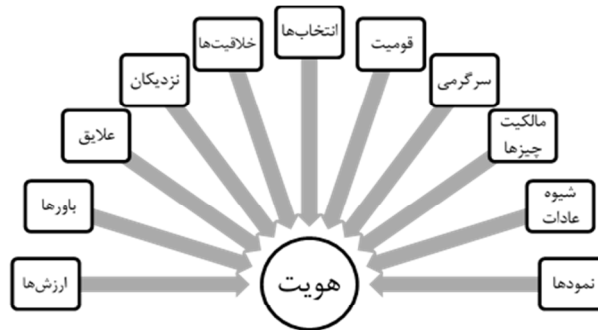 انتخاب‌ها
قومیت
خلاقیت‌ها
سرگرمی
نزدیکان
مالکیت
چیزها
علایق
شیوه
عادات
باورها
نمودها
هویت
ارزش‌ها